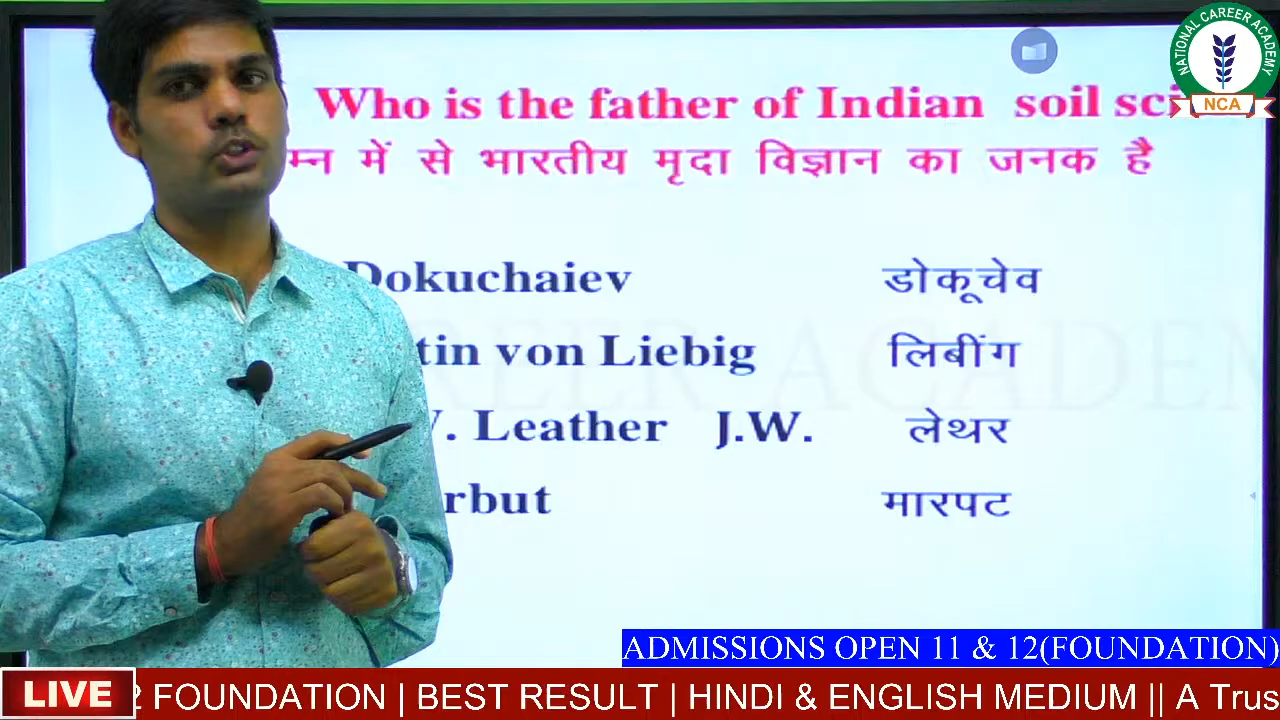 NATIONAL CAREER ACADEMY
NCA
Who is the father of Indian soil sci
म्न में से भारतीय मृदा विज्ञान का जनक है
Dokuchaiev डोकूचेव
tin von Liebig लिबींग
. Leather J.W. लेथर
rbut मारपट
ADMISSIONS OPEN 11 & 12(FOUNDATION)
LIVE 2 FOUNDATION | BEST RESULT | HINDI & ENGLISH MEDIUM || A Trus